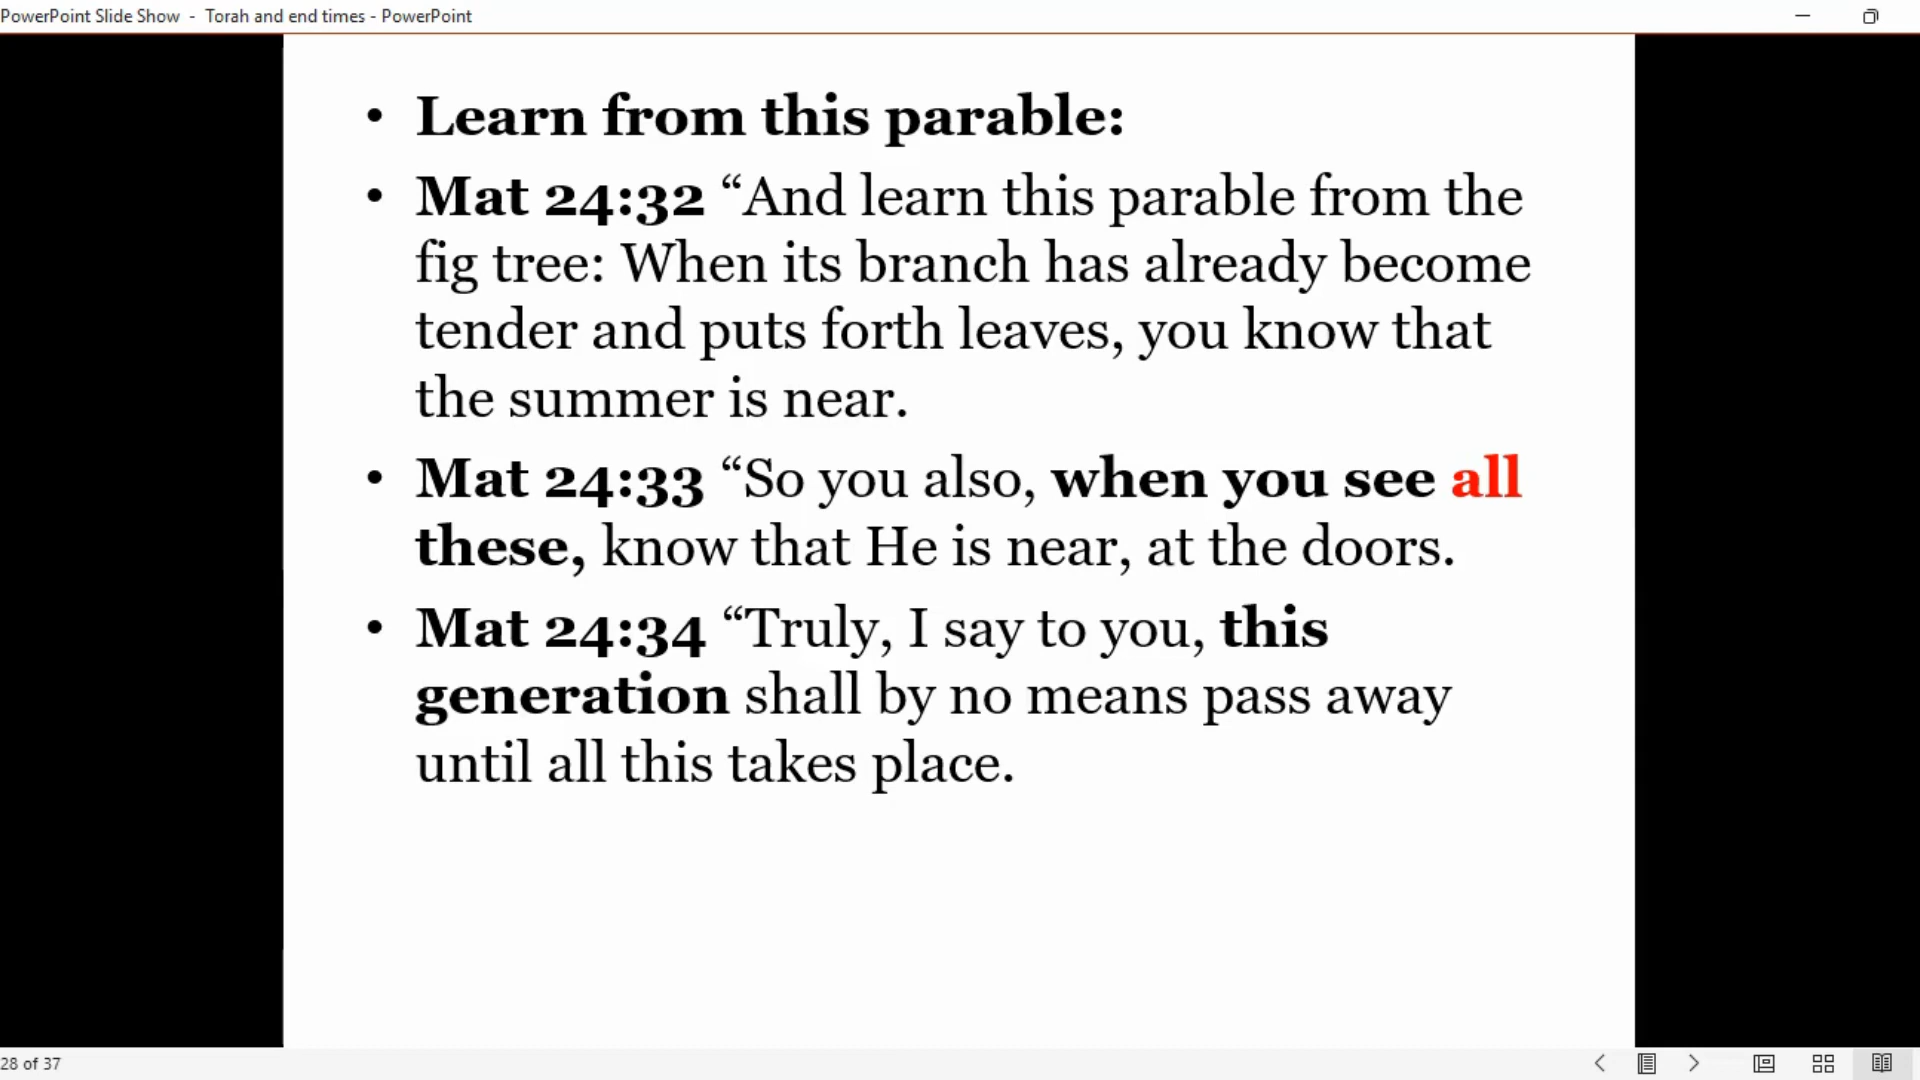 PowerPoint Slide Show - Torah and end times - PowerPoint
• Learn from this parable:
• Mat 24:32 “And learn this parable from the
fig tree: When its branch has already become
tender and puts forth leaves, you know that
the summer is near.
• Mat 24:33 “So you also, when you see all
these, know that He is near, at the doors.
• Mat 24:34 “Truly, I say to you, this
generation shall by no means pass away
until all this takes place.
28 of 37